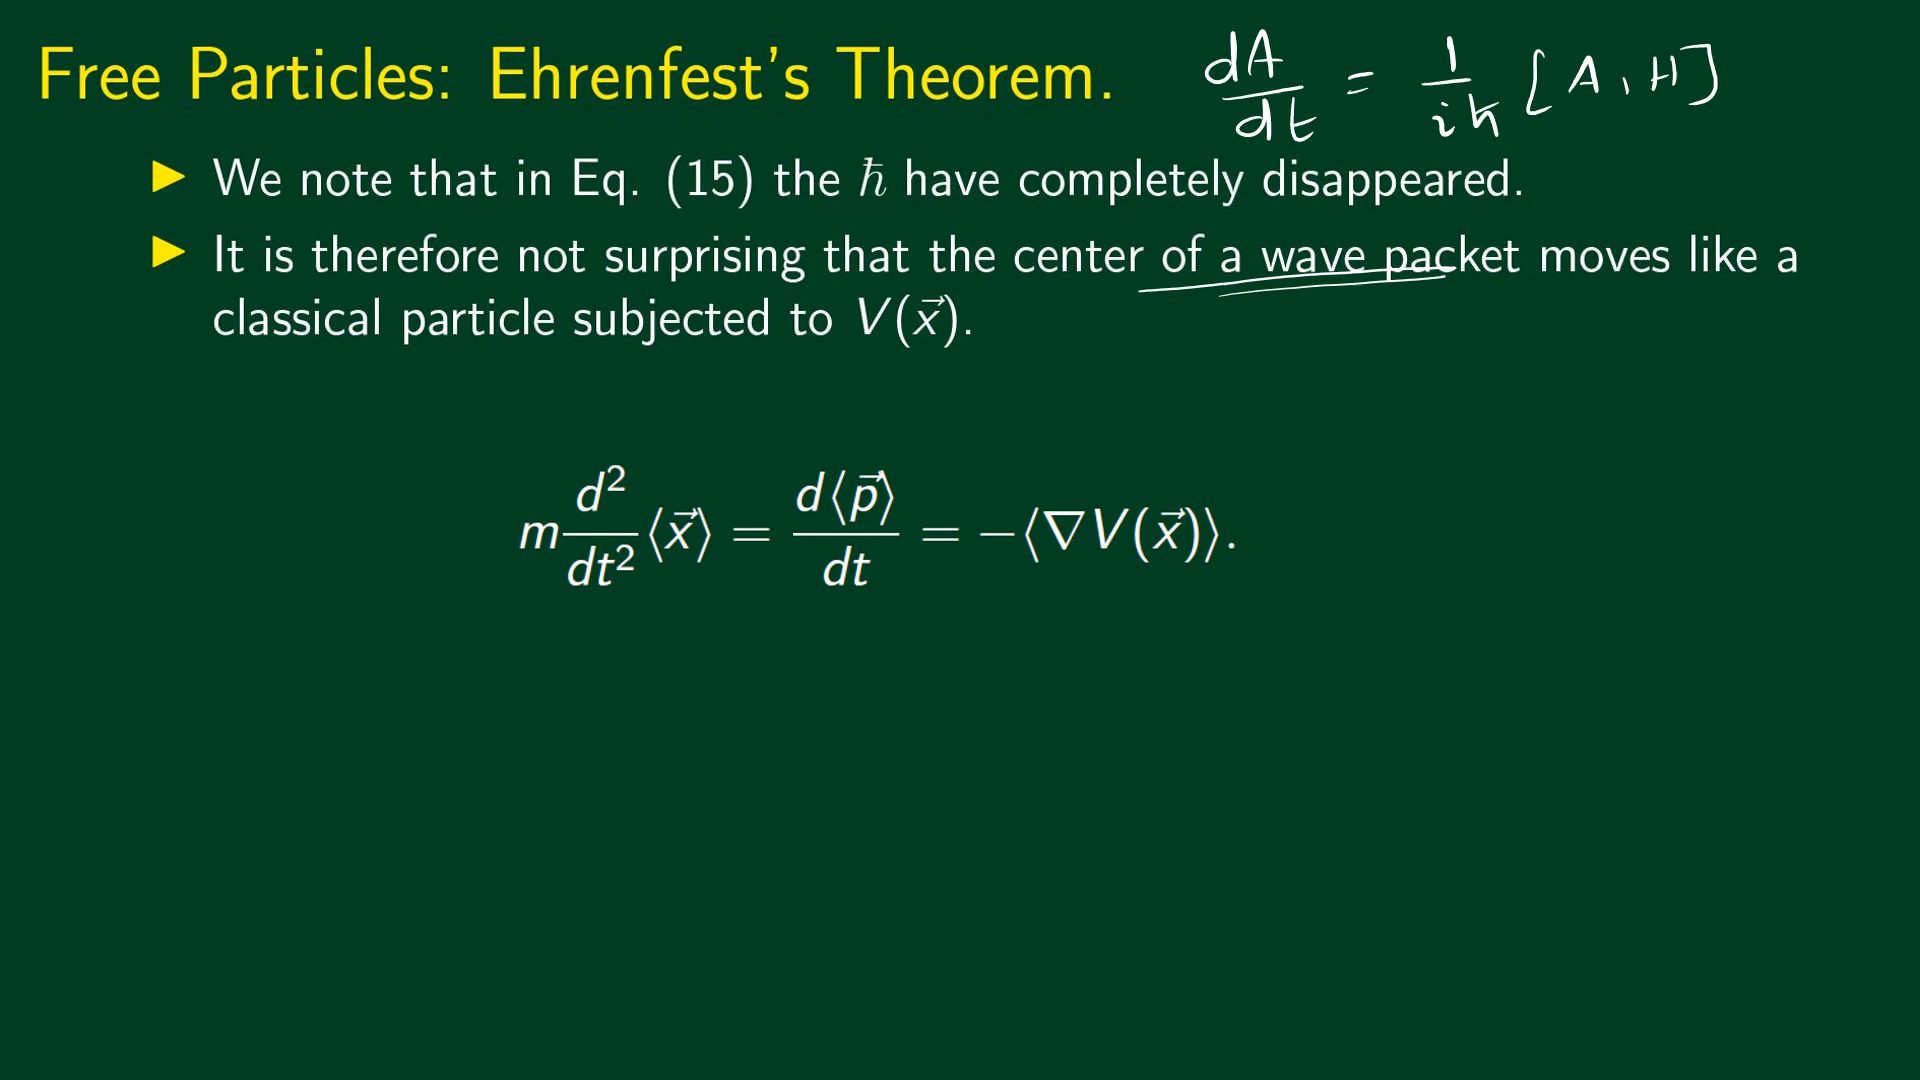 Free Particles: Ehrenfest's Theorem.
dA/dt = 1/iħ [A, H]
▶ We note that in Eq. (15) the ħ have completely disappeared.
▶ It is therefore not surprising that the center of a wave packet moves like a
classical particle subjected to V(x⃗).
m d²/dt² ⟨x⃗⟩ = d⟨p⃗⟩/dt = −⟨∇V(x⃗)⟩.